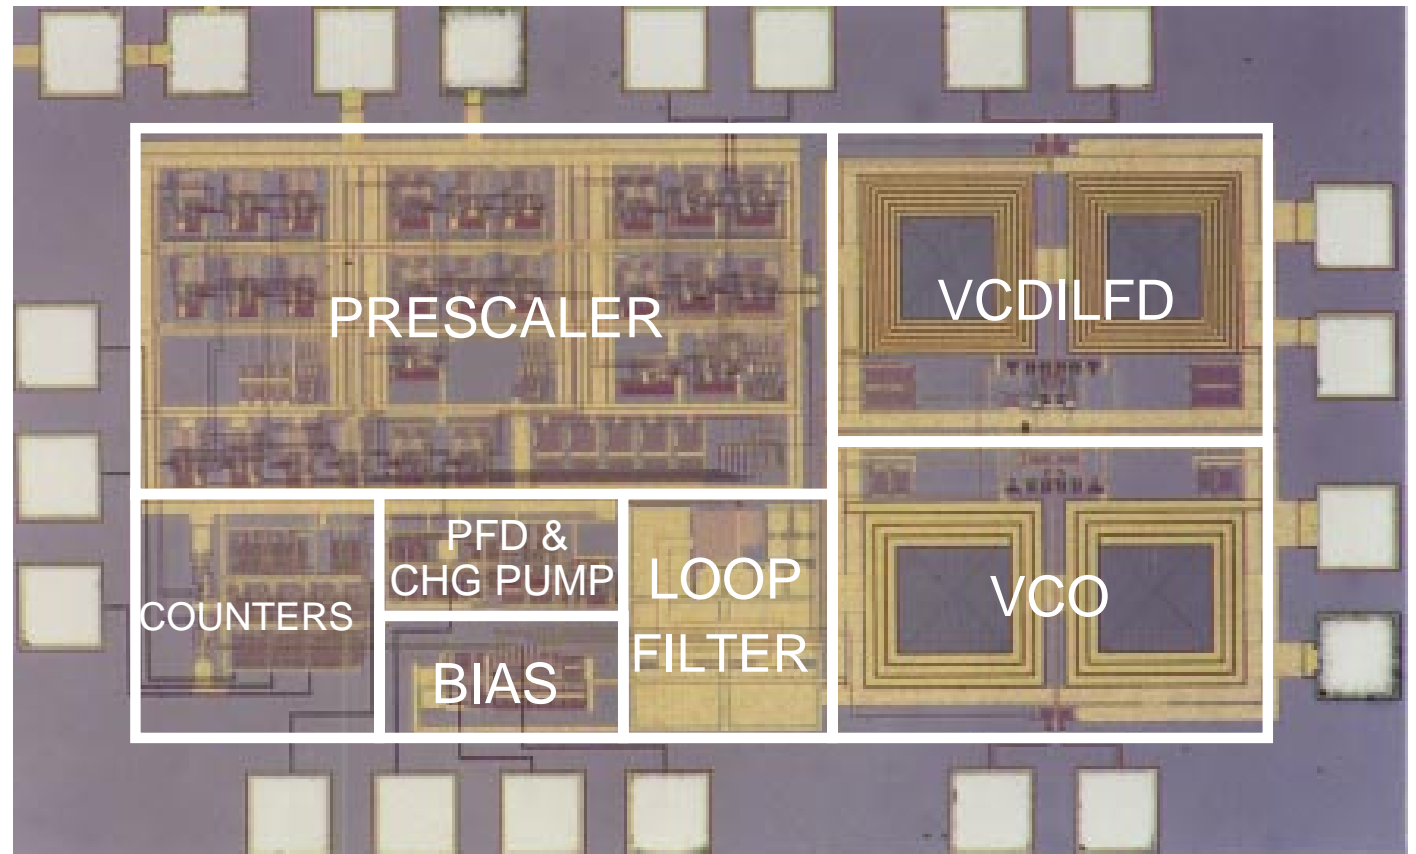 PRESCALER
VCDILFD
COUNTERS
PFD &
CHG PUMP
BIAS
LOOP
FILTER
VCO